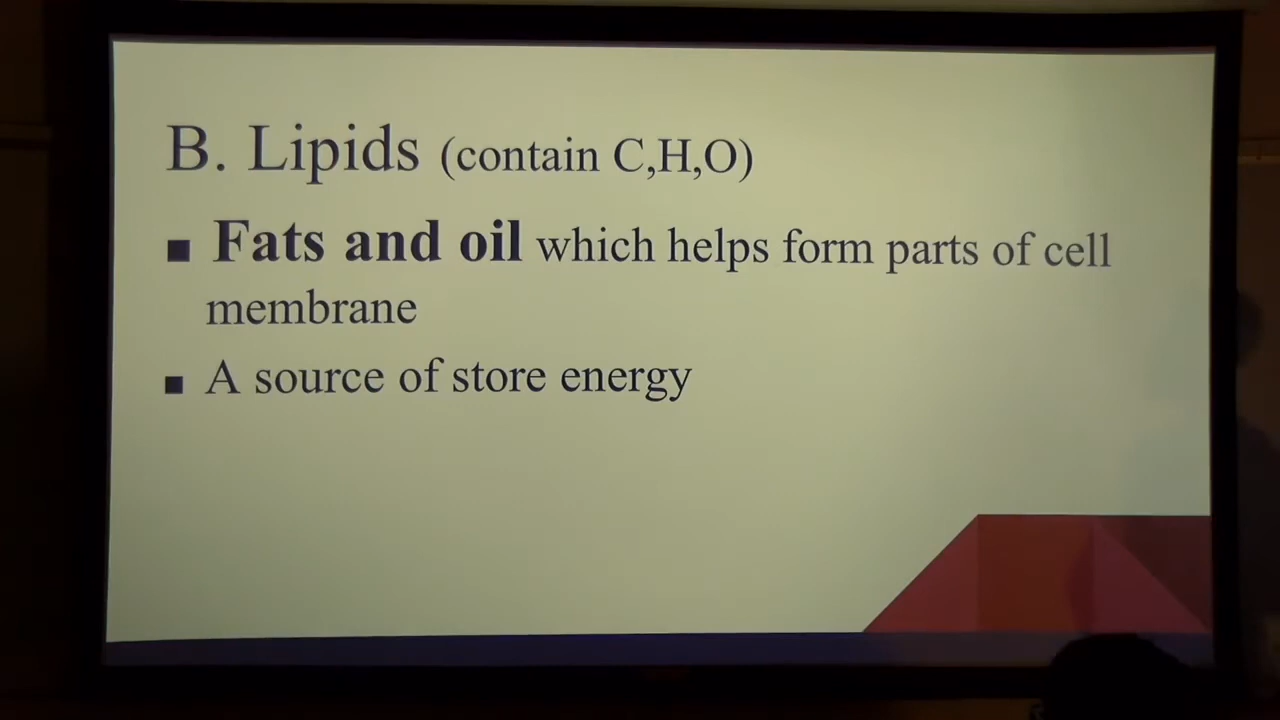 B. Lipids (contain C,H,O)
▪ Fats and oil which helps form parts of cell
membrane
▪ A source of store energy